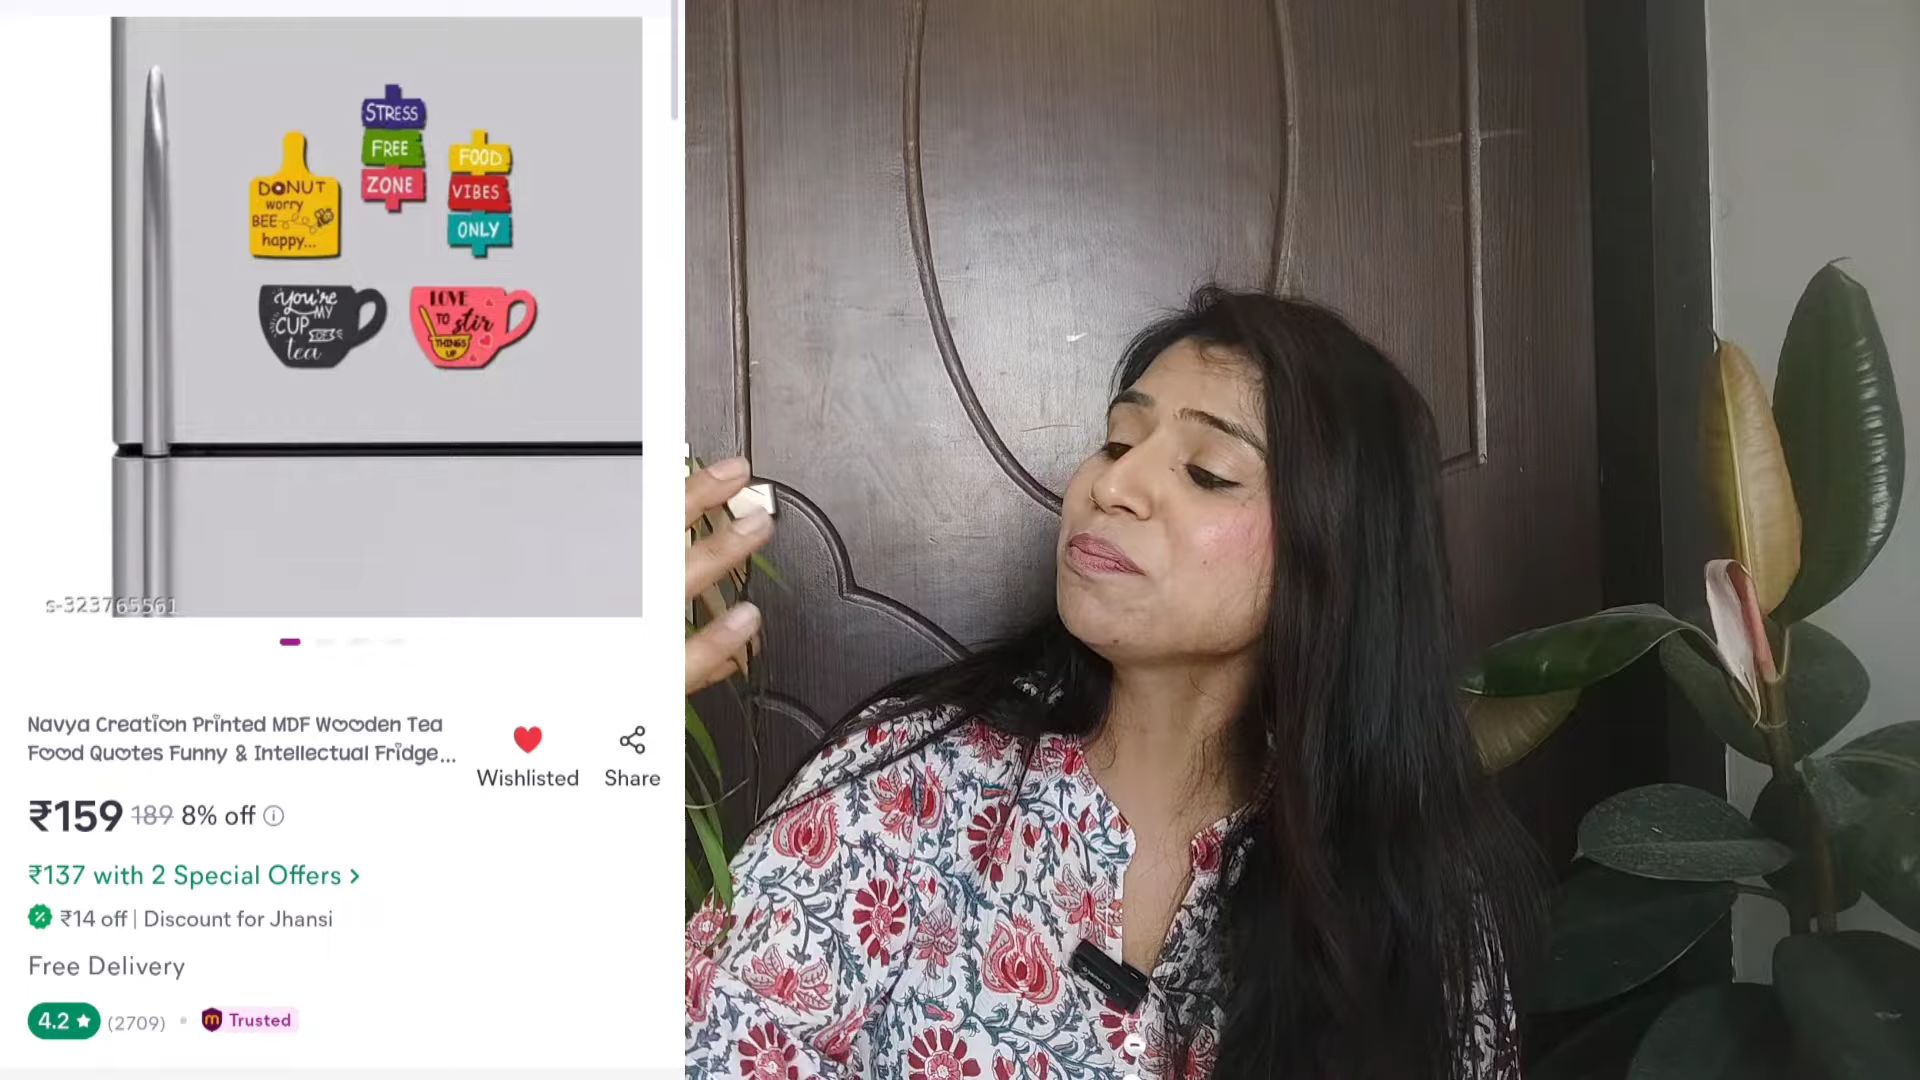 STRESS
FREE
ZONE
DONUT
worry
BEE
happy...
FOOD
VIBES
ONLY
you're
MY
CUP
OF
tea
LOVE
TO stir
THINGS
UP
s-323765561
Navya Creation Printed MDF Wooden Tea
Food Quotes Funny & Intellectual Fridge...
Wishlisted
Share
₹159 189 8% off
₹137 with 2 Special Offers >
₹14 off | Discount for Jhansi
Free Delivery
4.2 ★ (2709) • m Trusted